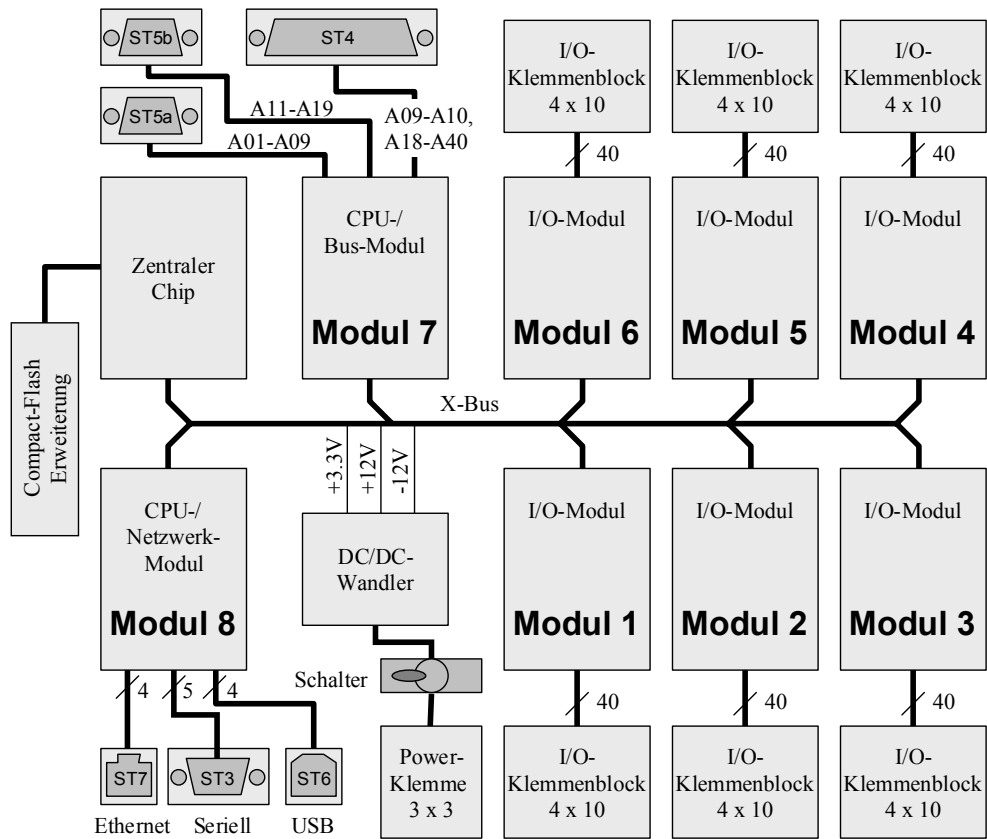 ST5b
ST4
I/O-
Klemmenblock
4 x 10
I/O-
Klemmenblock
4 x 10
I/O-
Klemmenblock
4 x 10
ST5a
A11-A19
A01-A09
A09-A10,
A18-A40
40
40
40
Zentraler
Chip
CPU-/
Bus-Modul
Modul 7
I/O-Modul
Modul 6
I/O-Modul
Modul 5
I/O-Modul
Modul 4
Compact-Flash
Erweiterung
X-Bus
+3.3V
+12V
-12V
CPU-/
Netzwerk-
Modul
Modul 8
DC/DC-
Wandler
I/O-Modul
Modul 1
I/O-Modul
Modul 2
I/O-Modul
Modul 3
4
5
4
Schalter
40
40
40
ST7
ST3
ST6
Ethernet
Seriell
USB
Power-
Klemme
3 x 3
I/O-
Klemmenblock
4 x 10
I/O-
Klemmenblock
4 x 10
I/O-
Klemmenblock
4 x 10